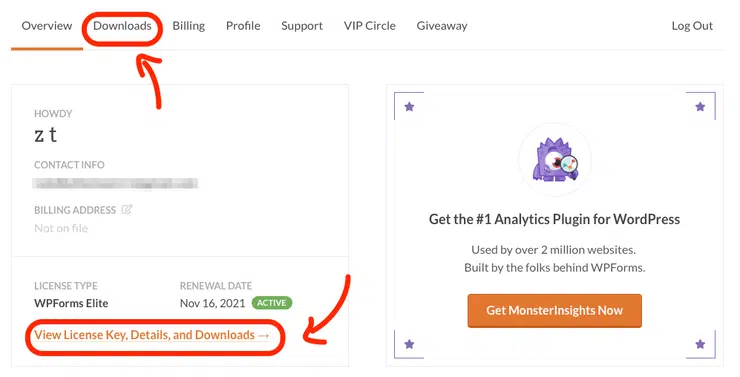 Overview Downloads Billing Profile Support VIP Circle Giveaway Log Out
HOWDY
z t
CONTACT INFO
BILLING ADDRESS
Not on file
LICENSE TYPE RENEWAL DATE
WPForms Elite Nov 16, 2021 ACTIVE
View License Key, Details, and Downloads →
Get the #1 Analytics Plugin for WordPress
Used by over 2 million websites.
Built by the folks behind WPForms.
Get MonsterInsights Now